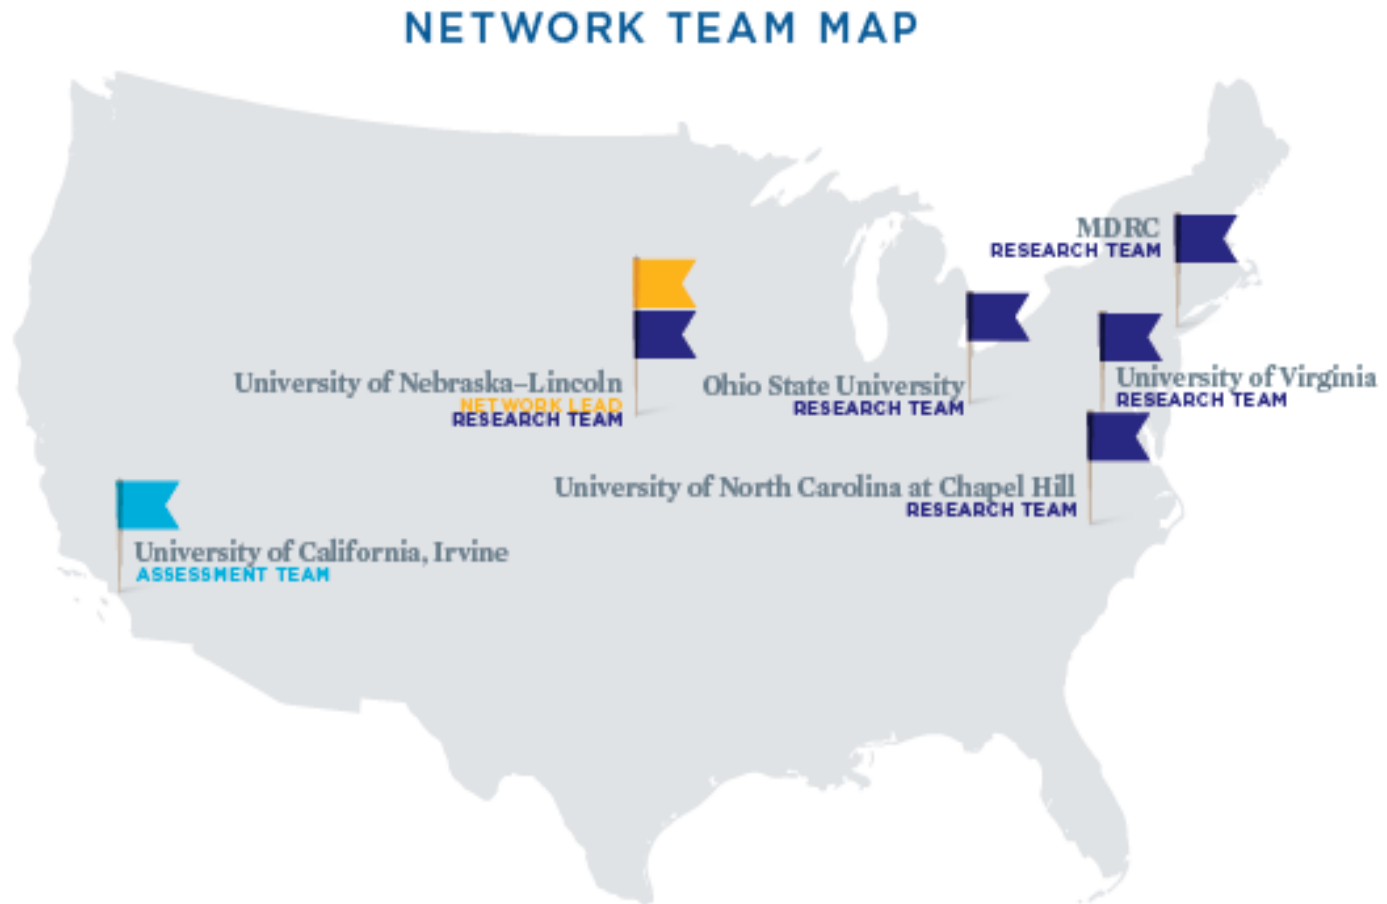 NETWORK TEAM MAP
MDRC
RESEARCH TEAM
University of Nebraska–Lincoln
NETWORK LEAD
RESEARCH TEAM
Ohio State University
RESEARCH TEAM
University of Virginia
RESEARCH TEAM
University of North Carolina at Chapel Hill
RESEARCH TEAM
University of California, Irvine
ASSESSMENT TEAM